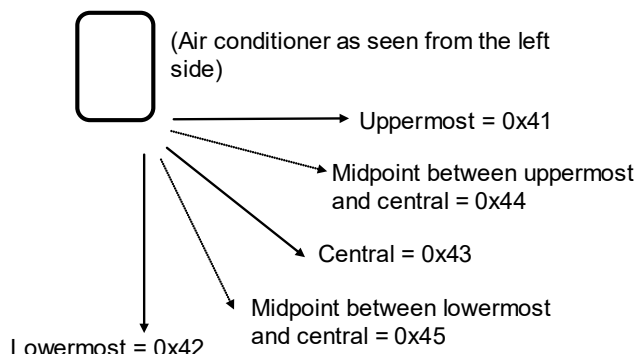 (Air conditioner as seen from the left
side)
Uppermost = 0x41
Midpoint between uppermost
and central = 0x44
Central = 0x43
Midpoint between lowermost
and central = 0x45
Lowermost = 0x42